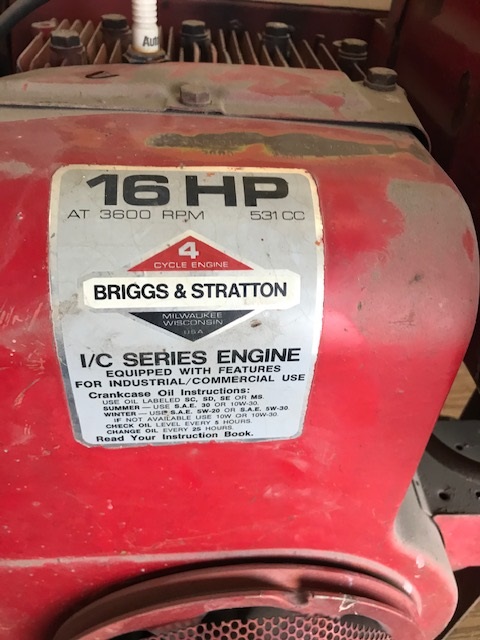 Auto
16 HP
AT 3600 RPM 531 CC
4
CYCLE ENGINE
BRIGGS & STRATTON
MILWAUKEE
WISCONSIN
USA
I/C SERIES ENGINE
EQUIPPED WITH FEATURES
FOR INDUSTRIAL/COMMERCIAL USE
Crankcase Oil Instructions:
USE OIL LABELED SC, SD, SE OR MS.
SUMMER — USE S.A.E. 30 OR 10W-30.
WINTER — USE S.A.E. 5W-20 OR S.A.E. 5W-30
IF NOT AVAILABLE USE 10W OR 10W-30
CHECK OIL LEVEL EVERY 5 HOURS.
CHANGE OIL EVERY 25 HOURS.
Read Your Instruction Book.